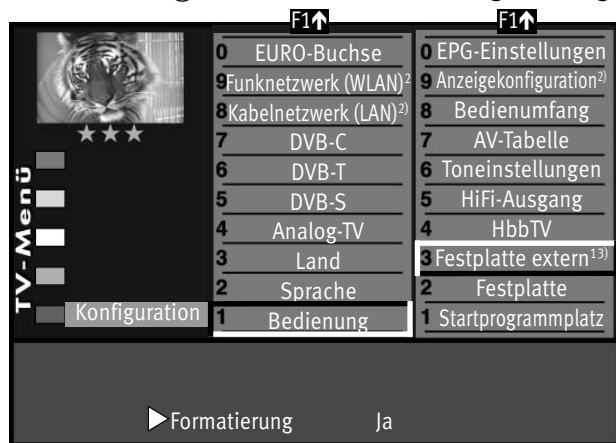 F1↑ F1↑
0 EURO-Buchse 0 EPG-Einstellungen
9 Funknetzwerk (WLAN)2 9 Anzeigekonfiguration2)
8 Kabelnetzwerk (LAN)2) 8 Bedienumfang
7 DVB-C 7 AV-Tabelle
6 DVB-T 6 Toneinstellungen
5 DVB-S 5 HiFi-Ausgang
4 Analog-TV 4 HbbTV
3 Land 3 Festplatte extern13)
2 Sprache 2 Festplatte
TV-Menü
Konfiguration 1 Bedienung 1 Startprogrammplatz
Formatierung Ja